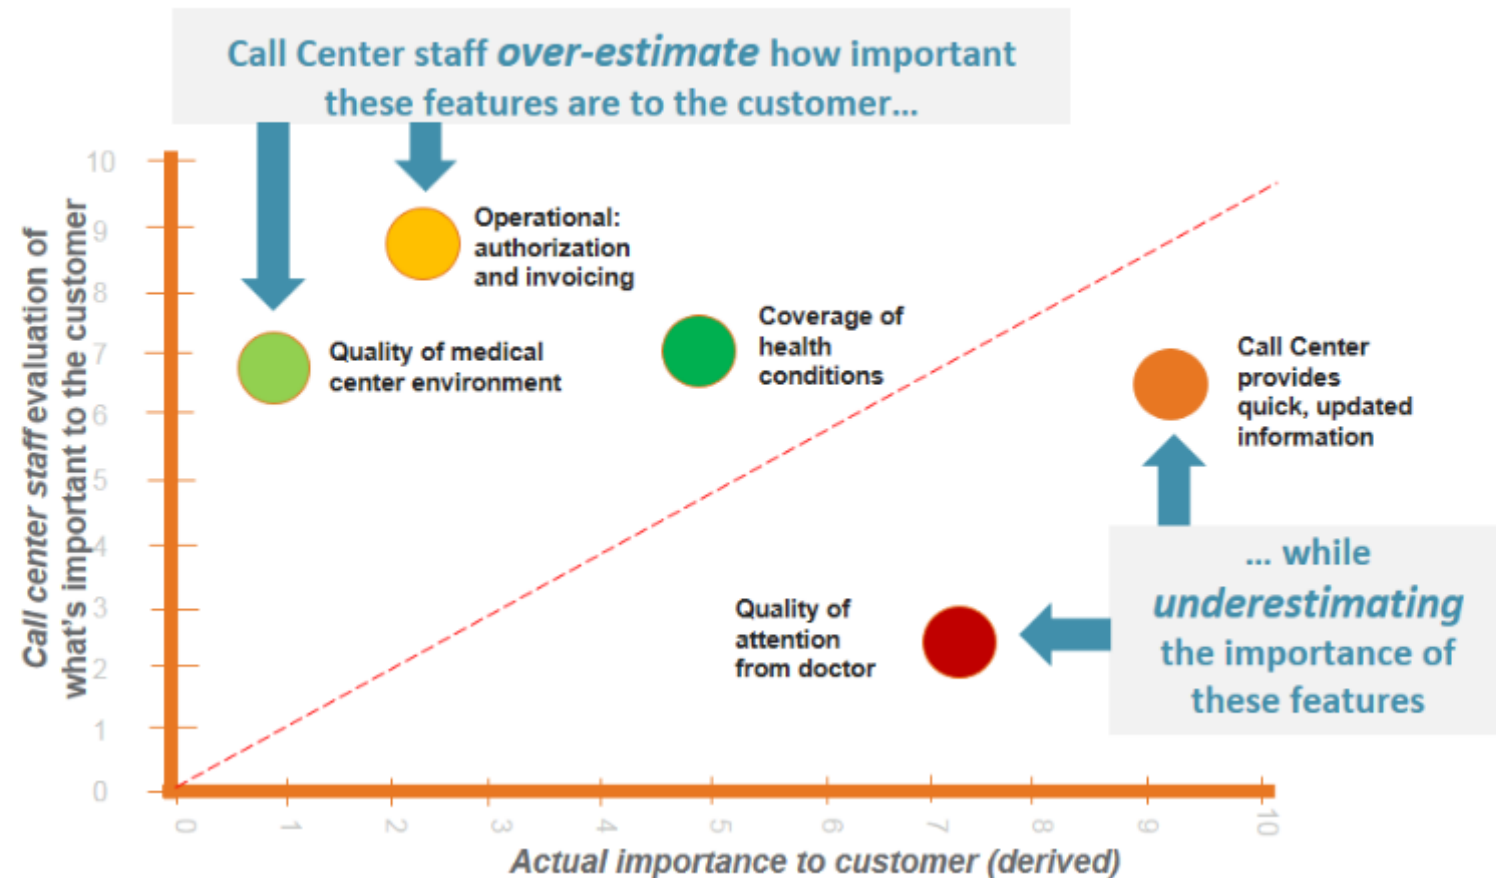 Call Center staff over-estimate how important
these features are to the customer...
Call center staff evaluation of
what's important to the customer
10
9
8
7
6
5
4
3
2
1
0
Operational:
authorization
and invoicing
Quality of medical
center environment
Coverage of
health
conditions
Call Center
provides
quick, updated
information
Quality of
attention
from doctor
... while
underestimating
the importance of
these features
0
1
2
3
4
5
6
7
8
9
10
Actual importance to customer (derived)